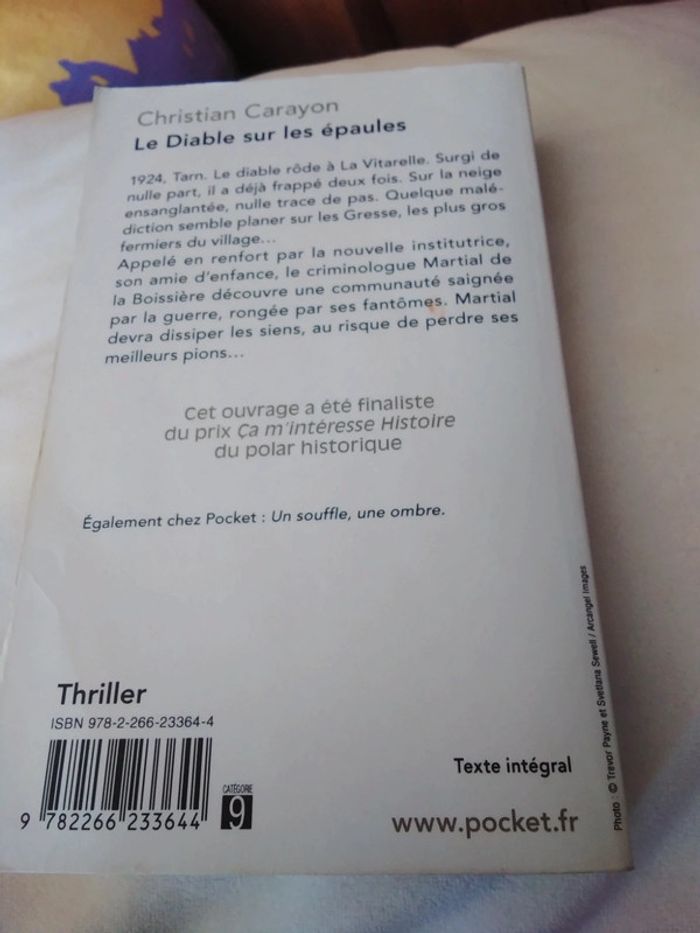 Christian Carayon
Le Diable sur les épaules
1924, Tarn. Le diable rôde à La Vitarelle. Surgi de
nulle part, il a déjà frappé deux fois. Sur la neige
ensanglantée, nulle trace de pas. Quelque malé-
diction semble planer sur les Gresse, les plus gros
fermiers du village...
Appelé en renfort par la nouvelle institutrice,
son amie d'enfance, le criminologue Martial de
la Boissière découvre une communauté saignée
par la guerre, rongée par ses fantômes. Martial
devra dissiper les siens, au risque de perdre ses
meilleurs pions...
Cet ouvrage a été finaliste
du prix Ça m'intéresse Histoire
du polar historique
Également chez Pocket : Un souffle, une ombre.
Thriller
ISBN 978-2-266-23364-4
9 782266 233644
CATÉGORIE
9
Texte intégral
www.pocket.fr
Photo : © Trevor Payne et Svetlana Sewell / Arcangel Images